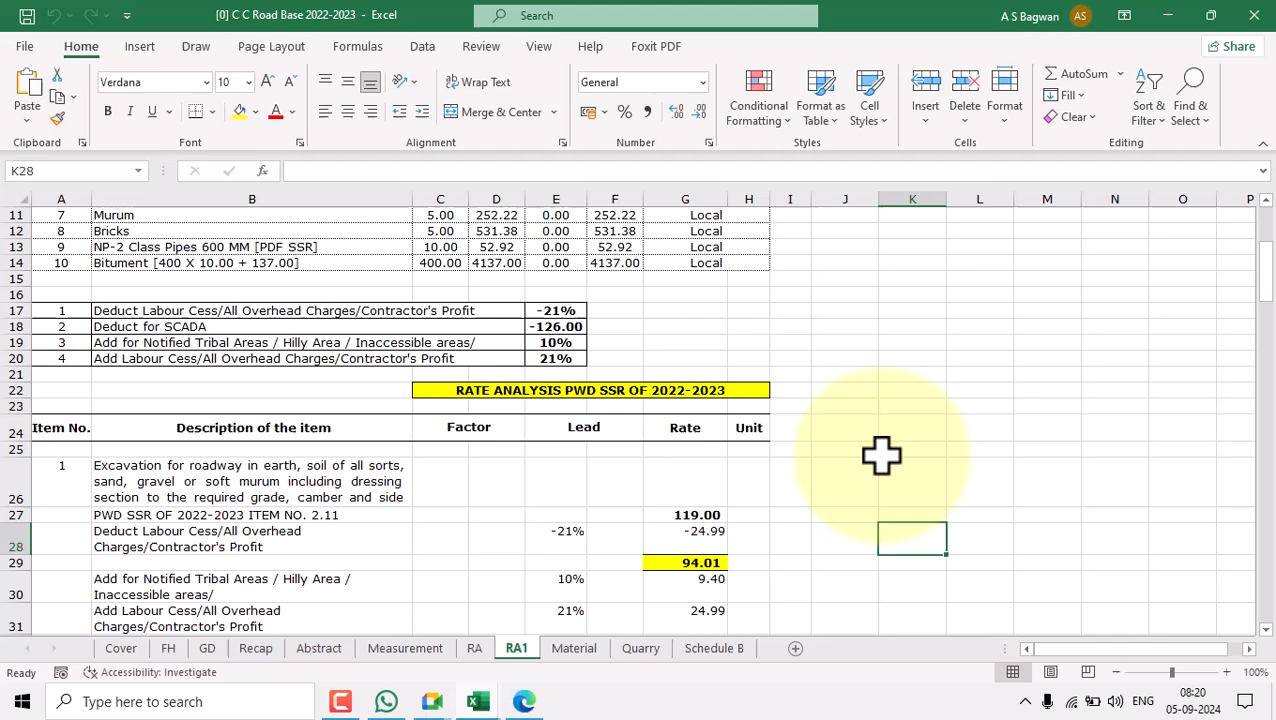 [0] C C Road Base 2022-2023 - Excel
Search
A S Bagwan
AS
File Home Insert Draw Page Layout Formulas Data Review View Help Foxit PDF
Share
Paste
Verdana 10
Wrap Text
General
Conditional Formatting
Format as Table
Cell Styles
Insert
Delete
Format
AutoSum
Fill
Clear
Sort & Filter
Find & Select
B I U
Merge & Center
Clipboard Font Alignment Number Styles Cells Editing
K28
fx
A B C D E F G H I J K L M N O P
11 7 Murum 5.00 252.22 0.00 252.22 Local
12 8 Bricks 5.00 531.38 0.00 531.38 Local
13 9 NP-2 Class Pipes 600 MM [PDF SSR] 10.00 52.92 0.00 52.92 Local
14 10 Bitument [400 X 10.00 + 137.00] 400.00 4137.00 0.00 4137.00 Local
15
16
17 1 Deduct Labour Cess/All Overhead Charges/Contractor's Profit -21%
18 2 Deduct for SCADA -126.00
19 3 Add for Notified Tribal Areas / Hilly Area / Inaccessible areas/ 10%
20 4 Add Labour Cess/All Overhead Charges/Contractor's Profit 21%
21
22 RATE ANALYSIS PWD SSR OF 2022-2023
23
24 Item No. Description of the item Factor Lead Rate Unit
25
1 Excavation for roadway in earth, soil of all sorts,
sand, gravel or soft murum including dressing
26 section to the required grade, camber and side
27 PWD SSR OF 2022-2023 ITEM NO. 2.11 119.00
Deduct Labour Cess/All Overhead -21% -24.99
28 Charges/Contractor's Profit
29 94.01
Add for Notified Tribal Areas / Hilly Area / 10% 9.40
30 Inaccessible areas/
Add Labour Cess/All Overhead 21% 24.99
31 Charges/Contractor's Profit
Cover FH GD Recap Abstract Measurement RA RA1 Material Quarry Schedule B
Ready
Accessibility: Investigate
100%
Type here to search
ENG
08:20
05-09-2024